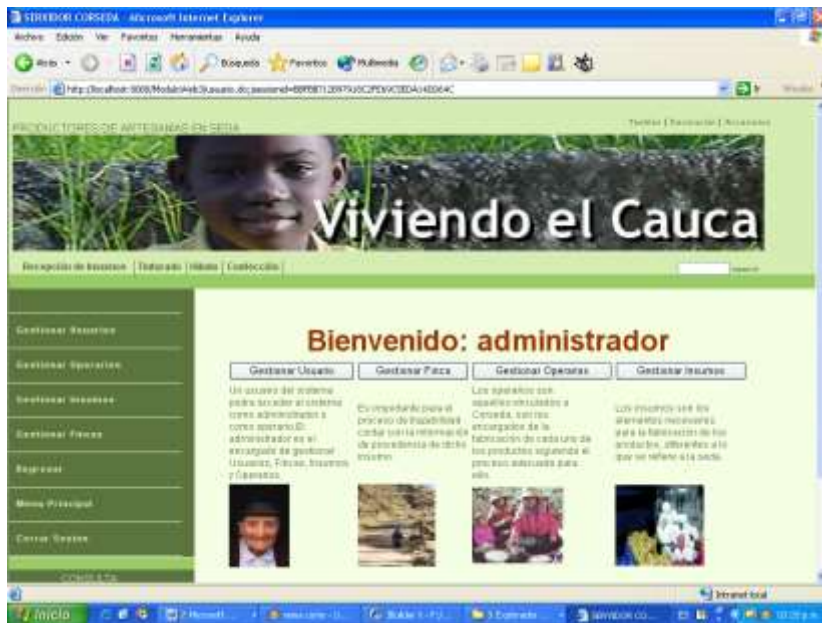 SERVIDOR CORSEDA - Microsoft Internet Explorer
Archivo Edición Ver Favoritos Herramientas Ayuda
Atrás Búsqueda Favoritos Multimedia
PRODUCTORES DE ARTESANIAS EN SEDA
Viviendo el Cauca
Recepción de Insumos | Tinturado | Hilado | Confección |
Bienvenido: administrador
Gestionar Usuario Gestionar Finca Gestionar Operarios Gestionar Insumos
Gestionar Usuarios
Gestionar Operarios
Gestionar Insumos
Gestionar Fincas
Regresar
Menu Principal
Cerrar Sesion
CONSULTA
Un usuario del sistema
podra acceder al sistema
como administrador o
como operario.El
administrador es el
encargado de gestionar
Usuarios, Fincas, Insumos
y Operarios.
Es importante para el
proceso de trazabilidad
contar con la información
de procedencia de dicho
insumo.
Los operarios son
aquellos vinculados a
Corseda, son los
encargados de la
fabricación de cada uno de
los productos siguiendo el
proceso adecuado para
ello.
Los insumos son los
elementos necesarios
para la fabricación de los
productos, diferentes a lo
que se refiere a la seda.
Intranet local
Inicio